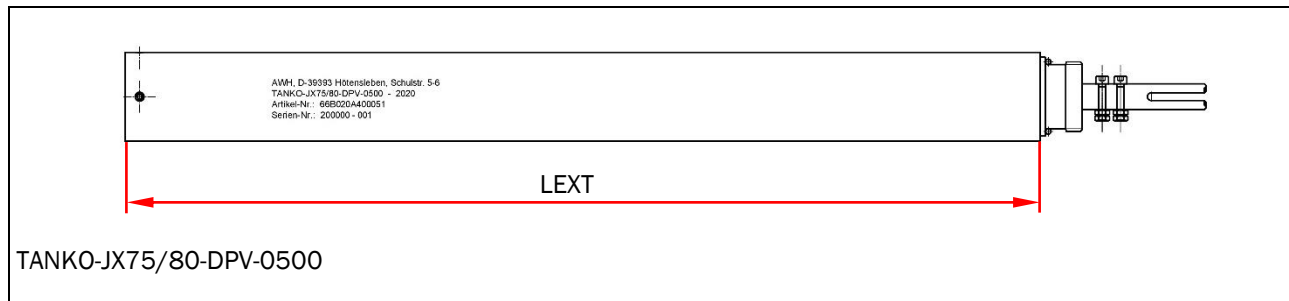 AWH, D-39393 Hötensleben, Schulstr. 5-6
TANKO-JX75/80-DPV-0500 - 2020
Artikel-Nr.: 66B020A400051
Serien-Nr.: 200000 - 001
LEXT
TANKO-JX75/80-DPV-0500